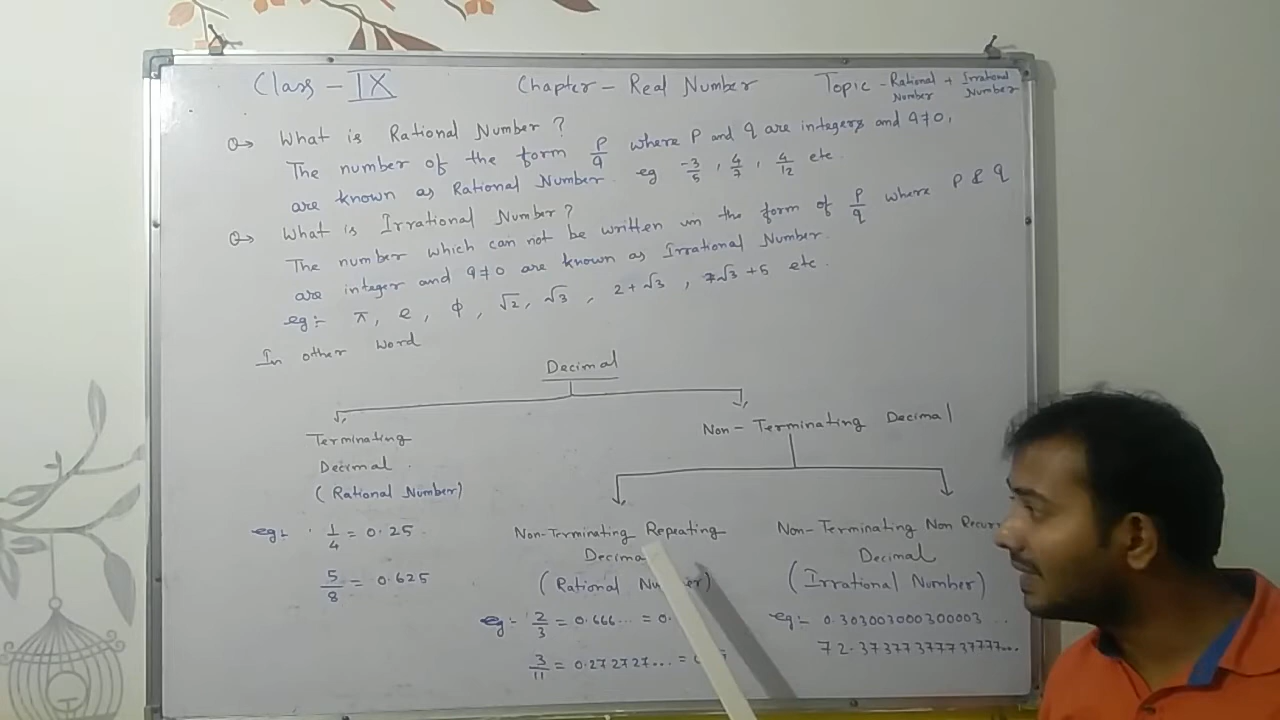 Class - IX Chapter - Real Number Topic - Rational Number + Irrational Number
Q→ What is Rational Number ?
The number of the form p/q where p and q are integers and q≠0,
are known as Rational Number eg -3/5, 4/7, 4/12 etc.
Q→ What is Irrational Number ?
The number which can not be written in the form of p/q where p & q
are integer and q≠0 are known as Irrational Number.
eg:- π, e, φ, √2, √3, 2+√3, 7√3+5 etc.
In other word
Decimal
Terminating
Decimal.
(Rational Number)
eg:- 1/4 = 0.25
5/8 = 0.625
Non-Terminating Decimal
Non-Terminating Repeating
Decimal
(Rational Number)
eg:- 2/3 = 0.666... = 0.
3/11 = 0.272727... =
Non-Terminating Non Recurr
Decimal
(Irrational Number)
eg:- 0.303003000300003...
72.37377377737777...